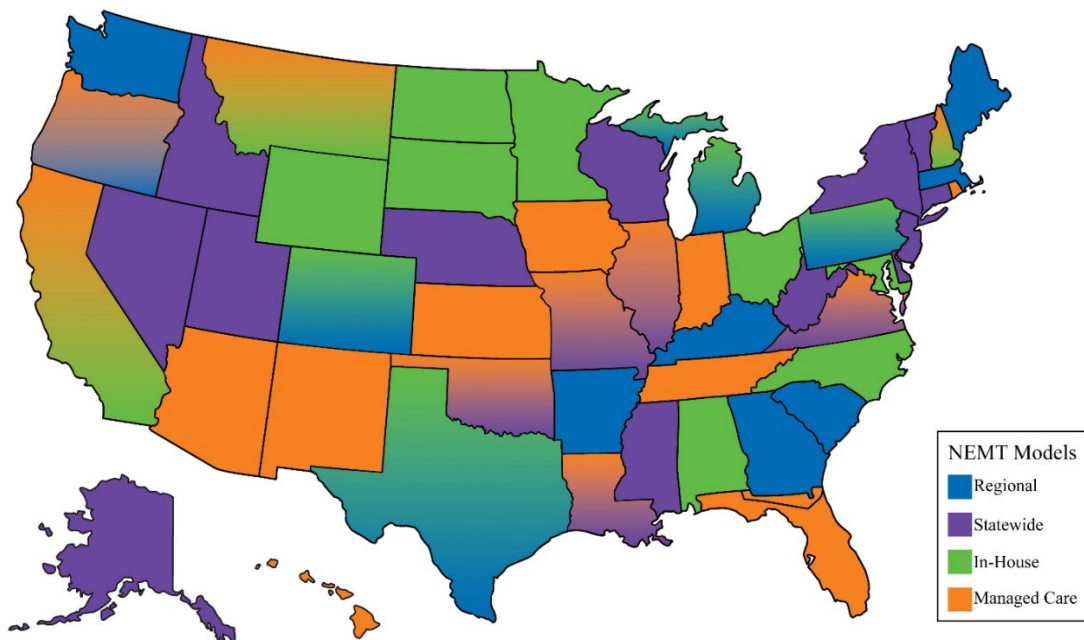 NEMT Models
Regional
Statewide
In-House
Managed Care